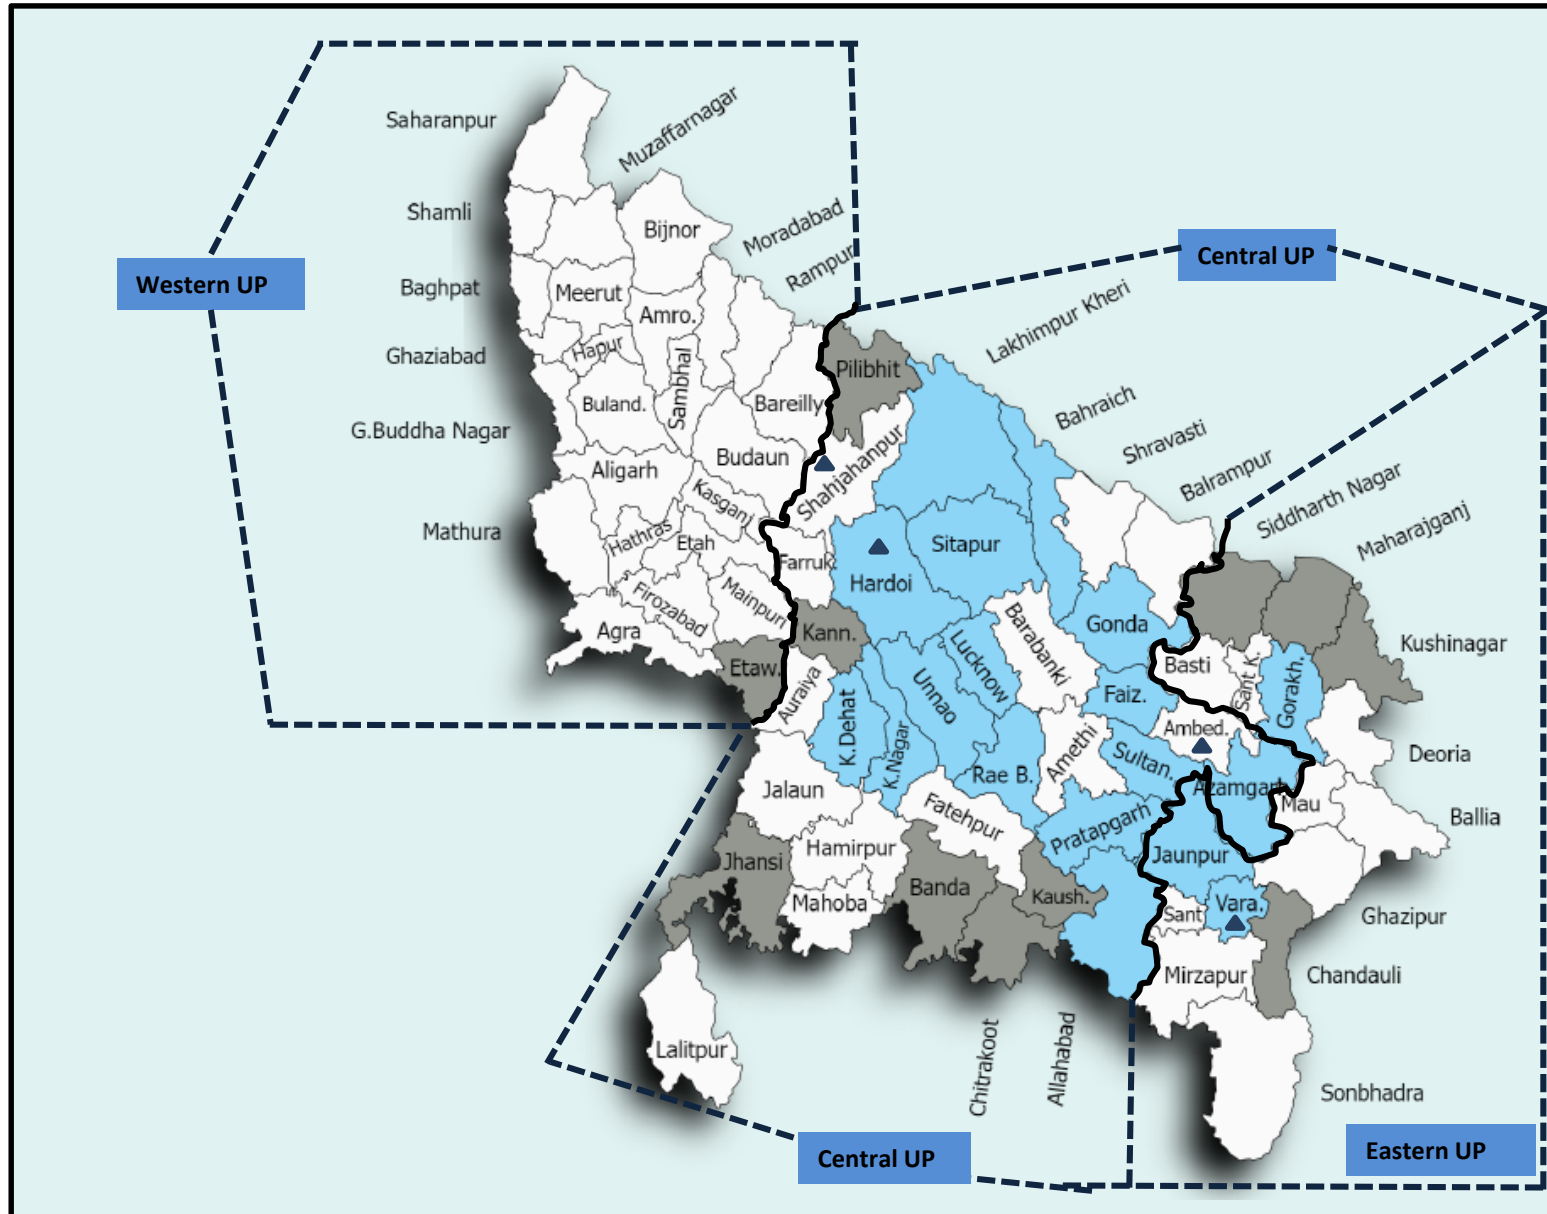 Saharanpur
Muzaffarnagar
Shamli
Bijnor
Moradabad
Rampur
Western UP
Central UP
Baghpat
Meerut
Amro.
Lakhimpur Kheri
Ghaziabad
Hapur
Sambhal
Pilibhit
Buland.
Bareilly
Bahraich
G.Buddha Nagar
Aligarh
Budaun
Shahjahanpur
Shravasti
Balrampur
Siddharth Nagar
Maharajganj
Mathura
Kasganj
Hathras
Etah
Farruk.
Hardoi
Sitapur
Firozabad
Mainpuri
Agra
Kann.
Lucknow
Barabanki
Gonda
Kushinagar
Etaw.
Auraiya
K.Dehat
Unnao
Faiz.
Basti
Sant K.
Gorakh.
K.Nagar
Rae B.
Amethi
Sultan.
Ambed.
Deoria
Jalaun
Fatehpur
Azamgarh
Mau
Ballia
Pratapgarh
Jhansi
Hamirpur
Jaunpur
Mahoba
Banda
Kaush.
Sant
Vara.
Ghazipur
Mirzapur
Chandauli
Lalitpur
Chitrakoot
Allahabad
Sonbhadra
Central UP
Eastern UP